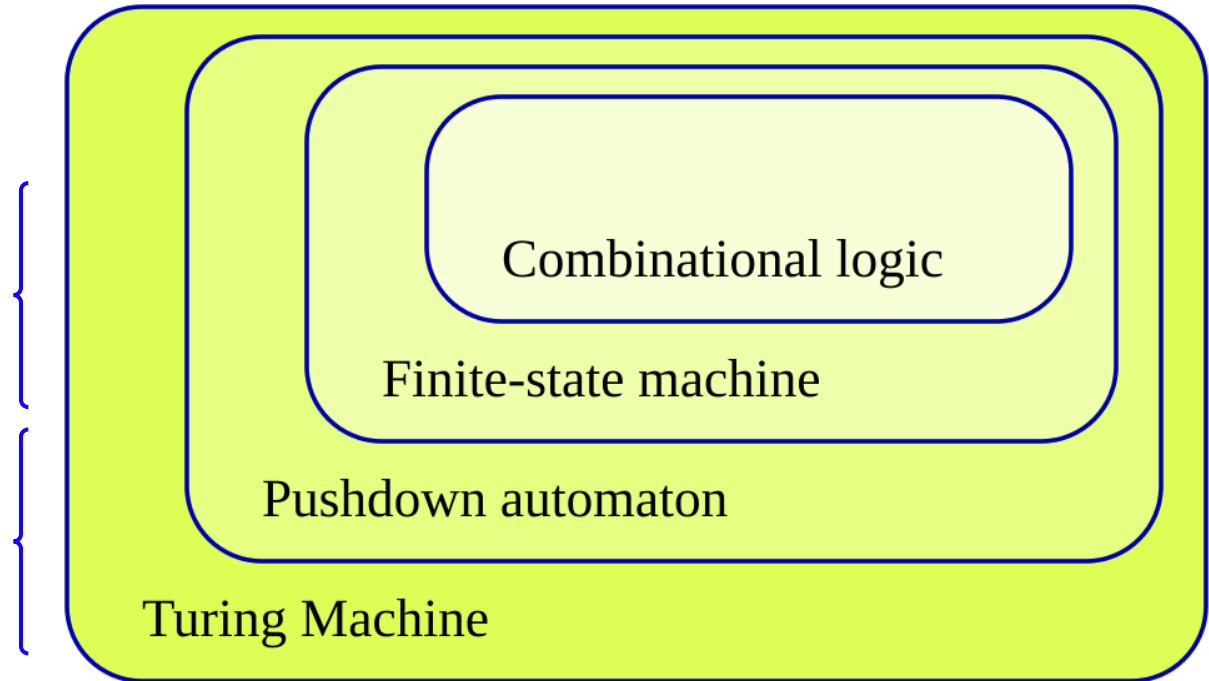 Combinational logic
Finite-state machine
Pushdown automaton
Turing Machine